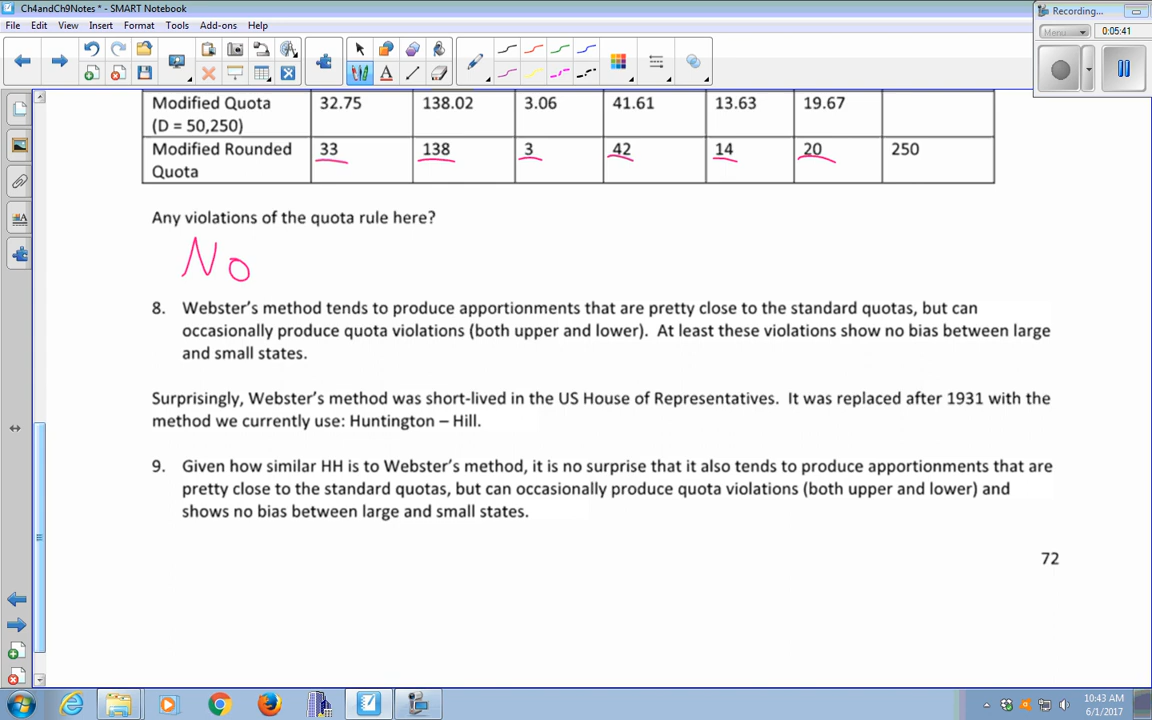 ChAandCh9Notes * - SMART Notebook
File Edit View Insert Format Tools Add-ons Help
Recording...
Menu
0:05:41
Modified Quota 32.75 138.02 3.06 41.61 13.63 19.67
(D = 50,250)
Modified Rounded 33 138 3 42 14 20 250
Quota
Any violations of the quota rule here?
No
8. Webster's method tends to produce apportionments that are pretty close to the standard quotas, but can
occasionally produce quota violations (both upper and lower). At least these violations show no bias between large
and small states.
Surprisingly, Webster's method was short-lived in the US House of Representatives. It was replaced after 1931 with the
method we currently use: Huntington – Hill.
9. Given how similar HH is to Webster's method, it is no surprise that it also tends to produce apportionments that are
pretty close to the standard quotas, but can occasionally produce quota violations (both upper and lower) and
shows no bias between large and small states.
72
10:43 AM
6/1/2017